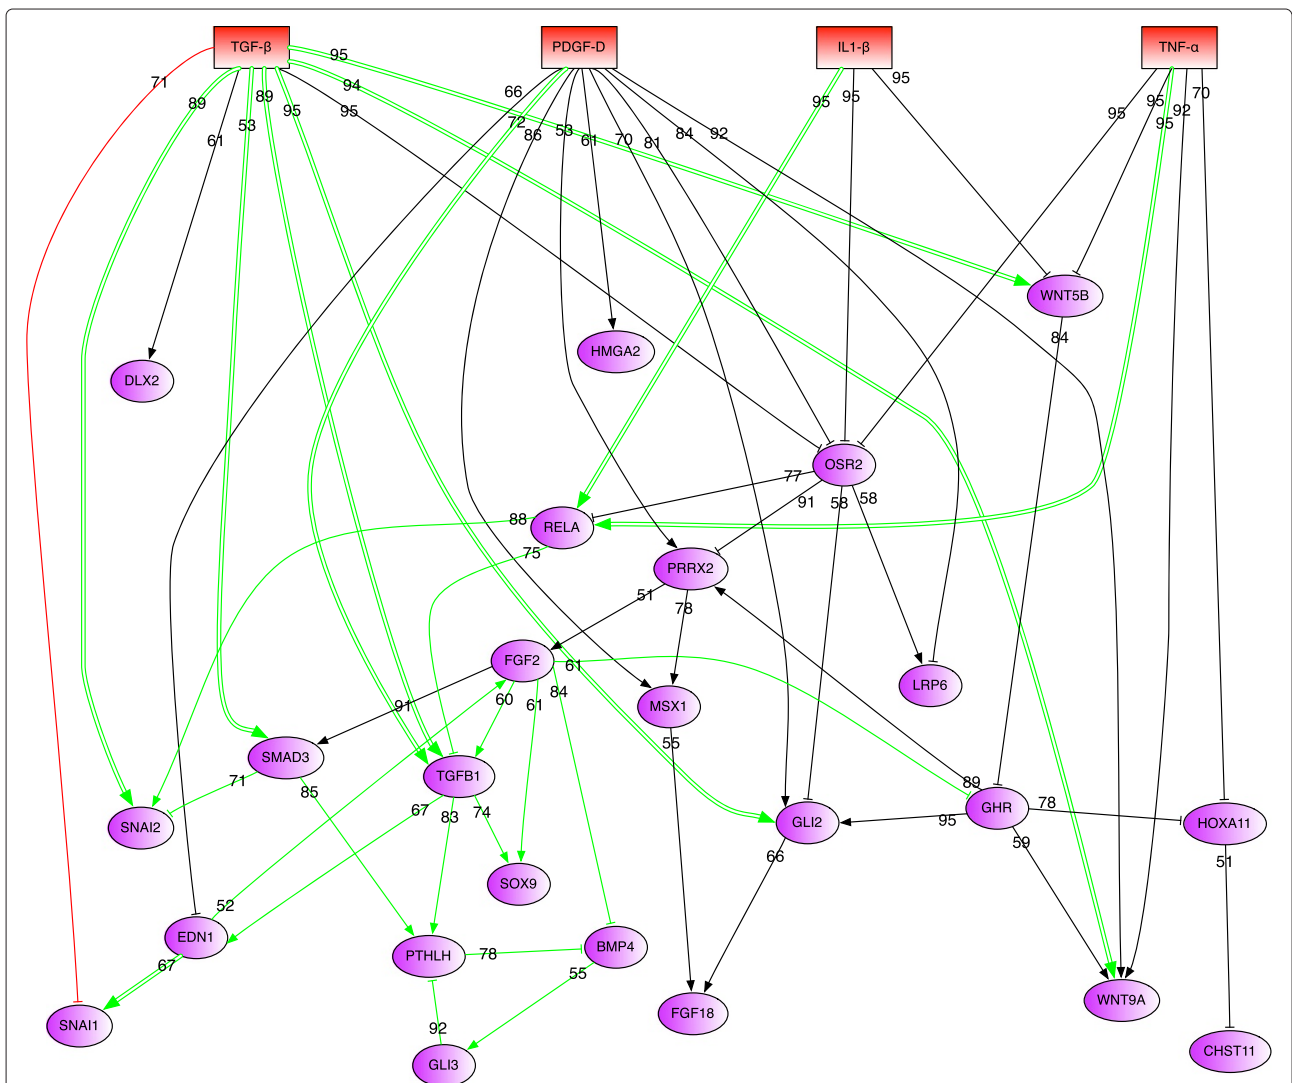 TGF-β PDGF-D IL1-β TNF-α
95
71 94 95
66 70
89 89 95 95 72 95 95 95 95 92
53 86 53 84 92 95
61 61 70 81
WNT5B
84
HMGA2
DLX2
OSR2
77
91 58 58
88 RELA
75
PRRX2
51 78
FGF2 61
LRP6
60 61 84 MSX1
91
55
SMAD3
71 85 TGFB1 89
67 83 74 GHR 78
SNAI2 GLI2 95 HOXA11
59
66 51
SOX9
52
EDN1
67 PTHLH 78 BMP4
55
WNT9A
FGF18
SNAI1 92
CHST11
GLI3